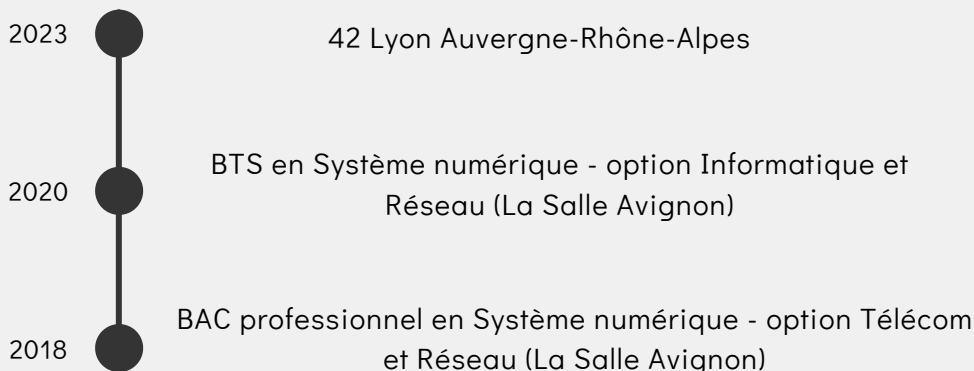 2023
42 Lyon Auvergne-Rhône-Alpes
2020
BTS en Système numérique - option Informatique et
Réseau (La Salle Avignon)
2018
BAC professionnel en Système numérique - option Télécom
et Réseau (La Salle Avignon)